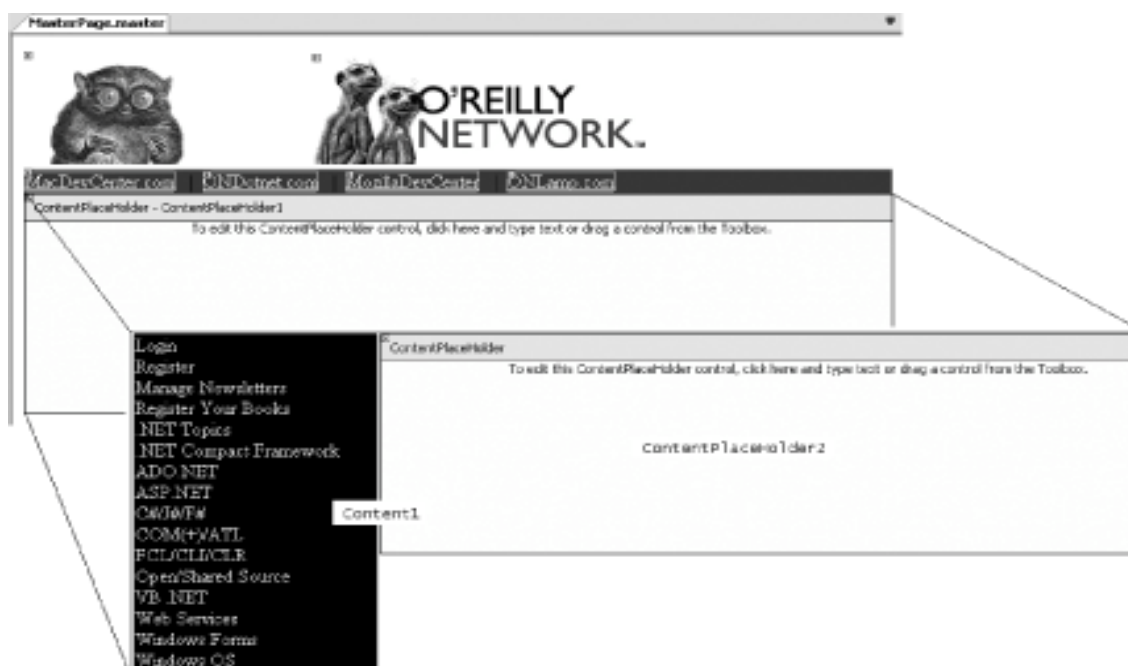 MasterPage.master
O'REILLY
NETWORK™
MacDevCenter.com | ONDotnet.com | MozillaDevCenter | ONLamp.com
ContentPlaceHolder - ContentPlaceHolder1
To edit this ContentPlaceHolder control, click here and type text or drag a control from the Toolbox.
Login
Register
Manage Newsletters
Register Your Books
.NET Topics
.NET Compact Framework
ADO.NET
ASP.NET
C#/J#/F#
COM(+)/ATL
FCL/CLI/CLR
Open/Shared Source
VB .NET
Web Services
Windows Forms
Windows OS
ContentPlaceHolder
To edit this ContentPlaceHolder control, click here and type text or drag a control from the Toolbox.
ContentPlaceHolder2
Content1